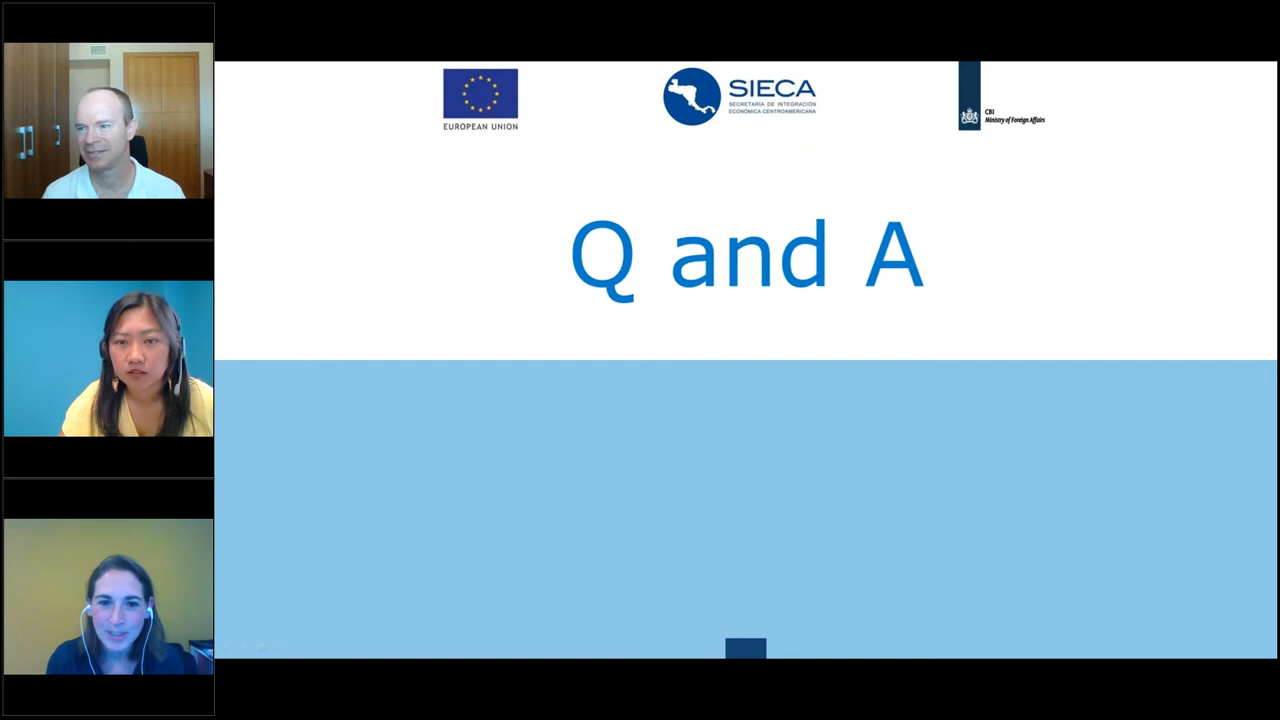 EUROPEAN UNION
SIECA
SECRETARÍA DE INTEGRACIÓN
ECONÓMICA CENTROAMERICANA
CBI
Ministry of Foreign Affairs
Q and A